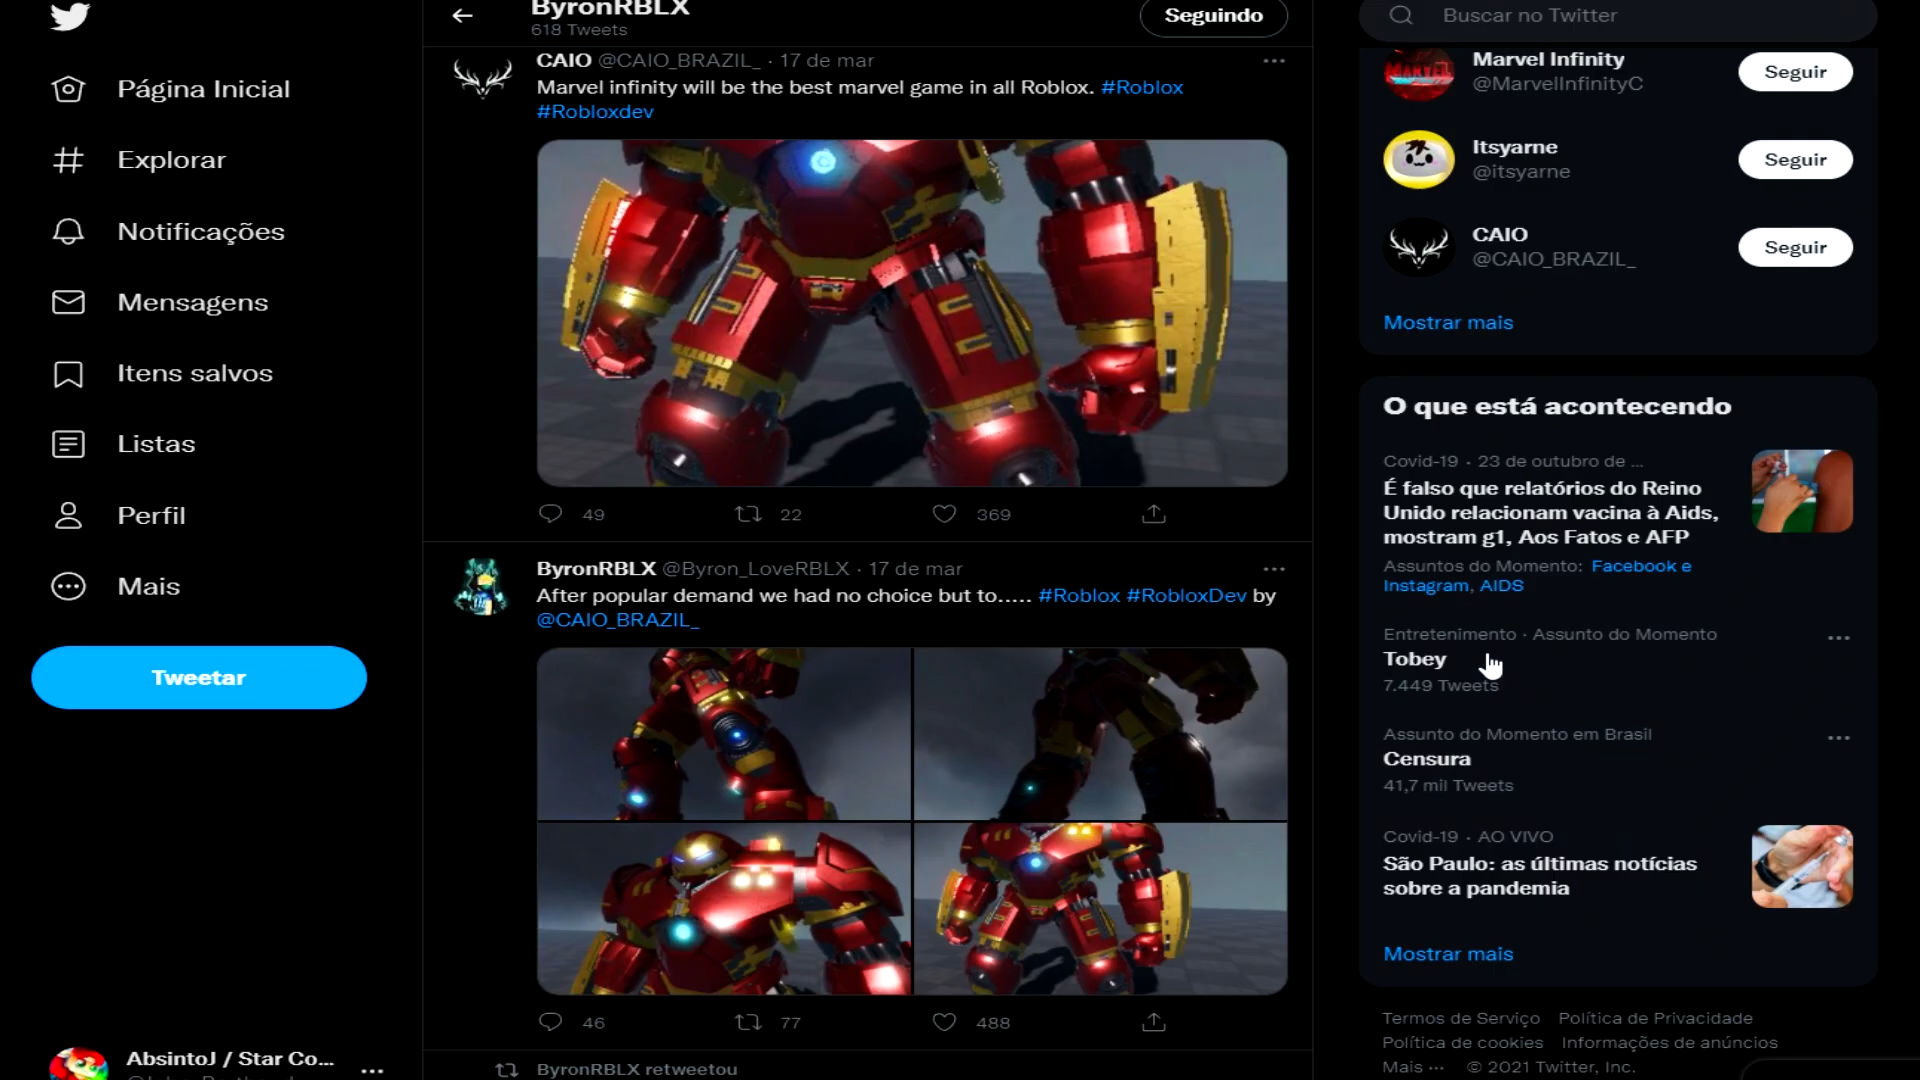 Página Inicial
Explorar
Notificações
Mensagens
Itens salvos
Listas
Perfil
Mais
Tweetar
AbsintoJ / Star Co...
ByronRBLX
618 Tweets
Seguindo
CAIO @CAIO_BRAZIL_ · 17 de mar
Marvel infinity will be the best marvel game in all Roblox. #Roblox
#Robloxdev
49 22 369
ByronRBLX @Byron_LoveRBLX · 17 de mar
After popular demand we had no choice but to..... #Roblox #RobloxDev by
@CAIO_BRAZIL_
46 77 488
ByronRBLX retweetou
Buscar no Twitter
MARVEL
Marvel Infinity
@MarvelInfinityC
Seguir
Itsyarne
@itsyarne
Seguir
CAIO
@CAIO_BRAZIL_
Seguir
Mostrar mais
O que está acontecendo
Covid-19 · 23 de outubro de ...
É falso que relatórios do Reino
Unido relacionam vacina à Aids,
mostram g1, Aos Fatos e AFP
Assuntos do Momento: Facebook e
Instagram, AIDS
Entretenimento · Assunto do Momento
Tobey
7.449 Tweets
Assunto do Momento em Brasil
Censura
41,7 mil Tweets
Covid-19 · AO VIVO
São Paulo: as últimas notícias
sobre a pandemia
Mostrar mais
Termos de Serviço Política de Privacidade
Política de cookies Informações de anúncios
Mais ··· © 2021 Twitter, Inc.